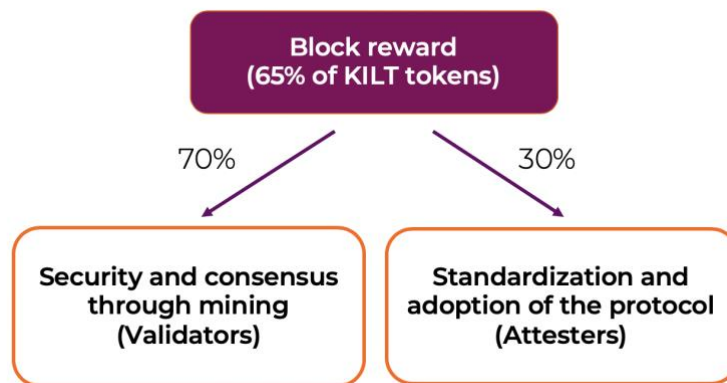 Block reward
(65% of KILT tokens)
70%
30%
Security and consensus
through mining
(Validators)
Standardization and
adoption of the protocol
(Attesters)